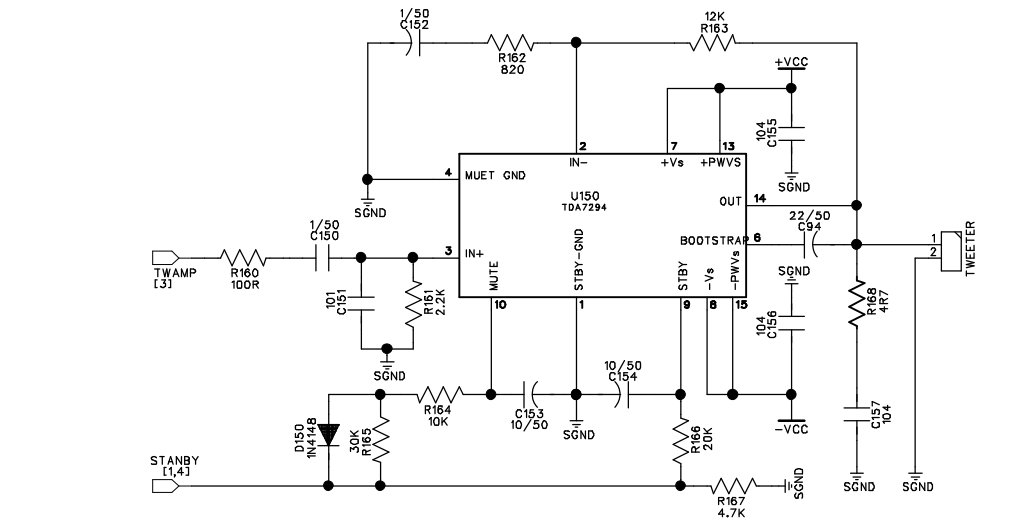 1/50
C152
R162
820
12K
R163
+VCC
104
C155
SGND
2
IN-
7
+Vs
13
+PWVS
4
MUET GND
SGND
U150
TDA7294
OUT
14
1/50
C150
22/50
C94
BOOTSTRAP
6
3
IN+
TWAMP
[3]
R160
100R
101
C151
R161
2.2K
SGND
MUTE
10
STBY-GND
1
STBY
9
-Vs
8
-PWVs
15
SGND
104
C156
1
2
TWEETER
R168
4R7
-VCC
C157
104
SGND
SGND
10/50
C154
R164
10K
C153
10/50
SGND
D150
1N4148
30K
R165
R166
20K
STANBY
[1,4]
R167
4.7K
SGND